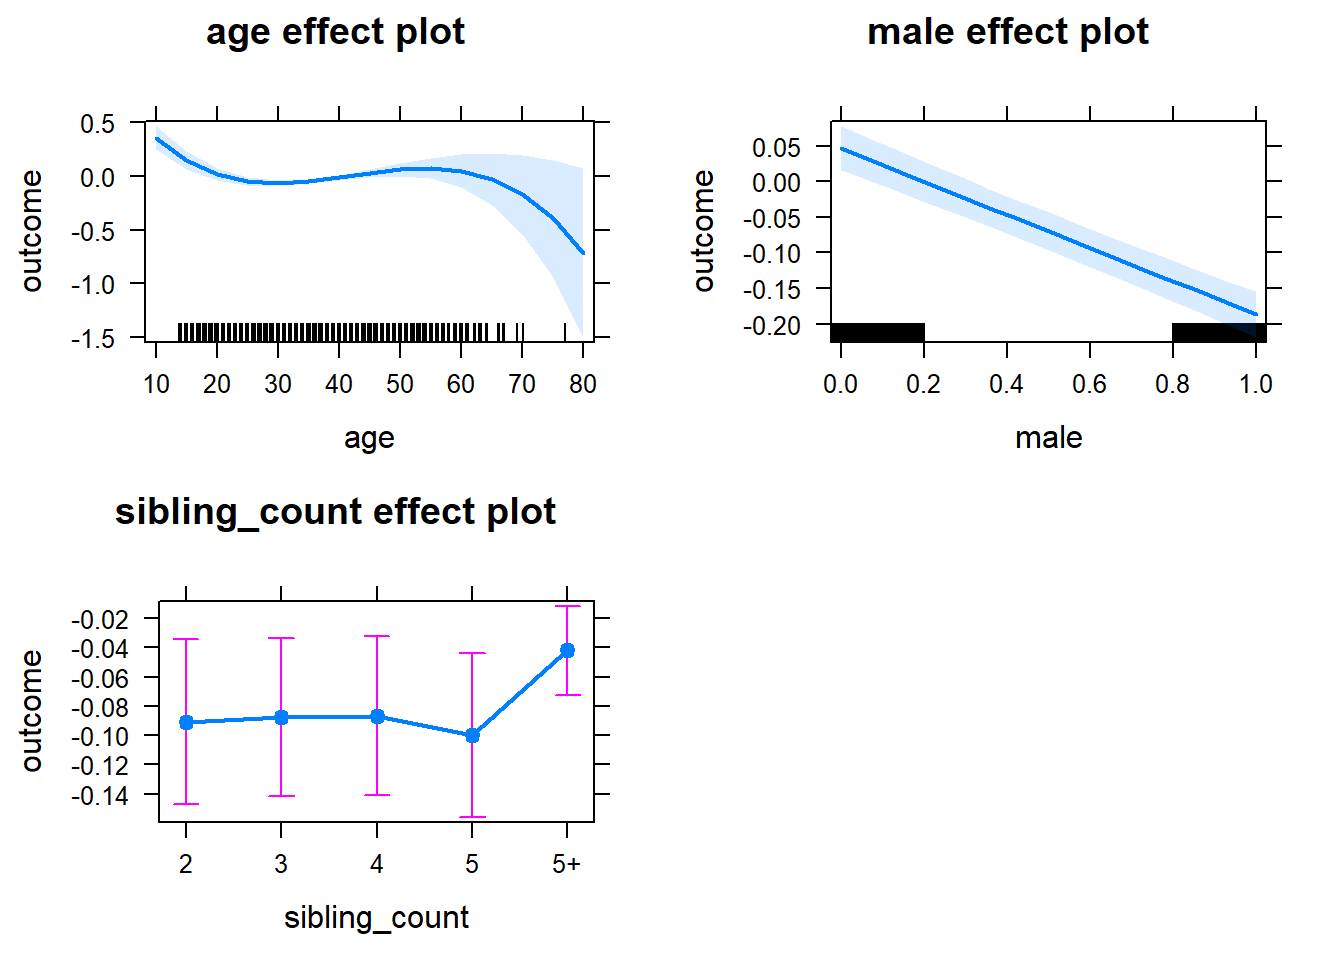 age effect plot
outcome
0.5
0.0
-0.5
-1.0
-1.5
10 20 30 40 50 60 70 80
age
male effect plot
outcome
0.05
0.00
-0.05
-0.10
-0.15
-0.20
0.0 0.2 0.4 0.6 0.8 1.0
male
sibling_count effect plot
outcome
-0.02
-0.04
-0.06
-0.08
-0.10
-0.12
-0.14
2 3 4 5 5+
sibling_count